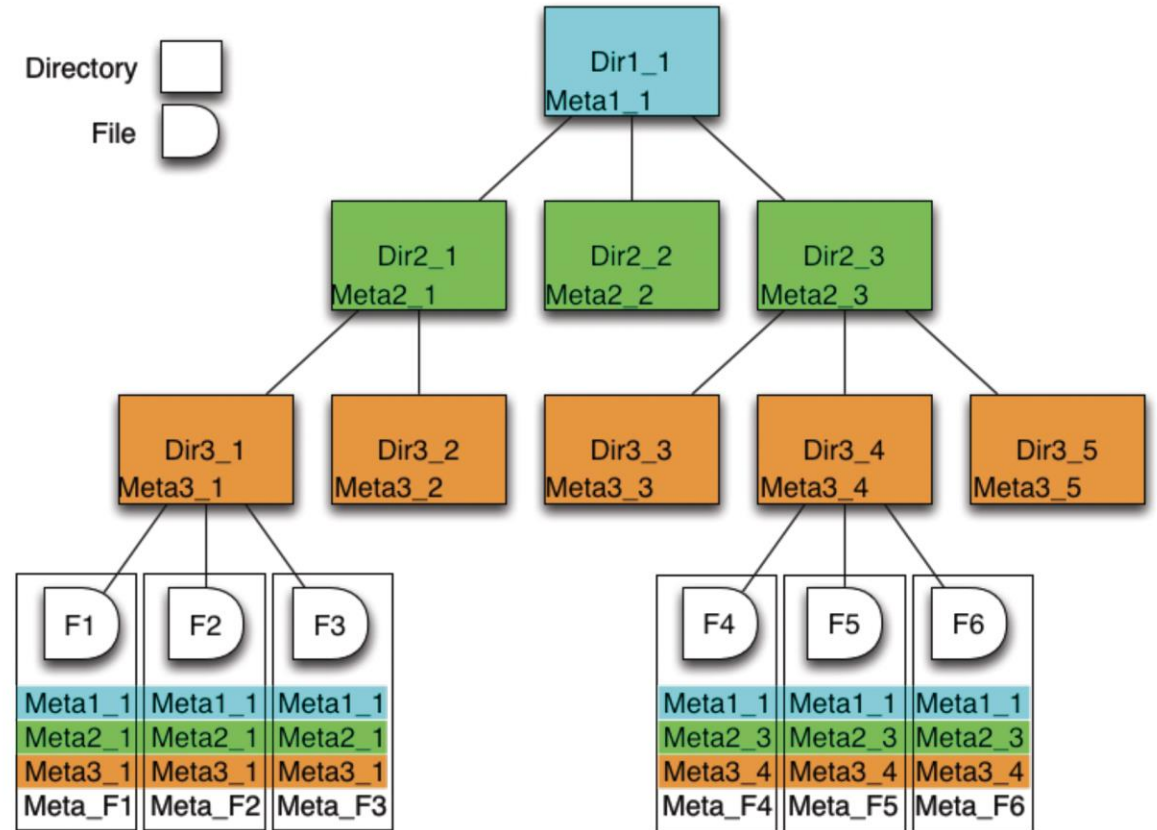 Directory
File
Dir1_1
Meta1_1
Dir2_1
Meta2_1
Dir2_2
Meta2_2
Dir2_3
Meta2_3
Dir3_1
Meta3_1
Dir3_2
Meta3_2
Dir3_3
Meta3_3
Dir3_4
Meta3_4
Dir3_5
Meta3_5
F1
Meta1_1
Meta2_1
Meta3_1
Meta_F1
F2
Meta1_1
Meta2_1
Meta3_1
Meta_F2
F3
Meta1_1
Meta2_1
Meta3_1
Meta_F3
F4
Meta1_1
Meta2_3
Meta3_4
Meta_F4
F5
Meta1_1
Meta2_3
Meta3_4
Meta_F5
F6
Meta1_1
Meta2_3
Meta3_4
Meta_F6